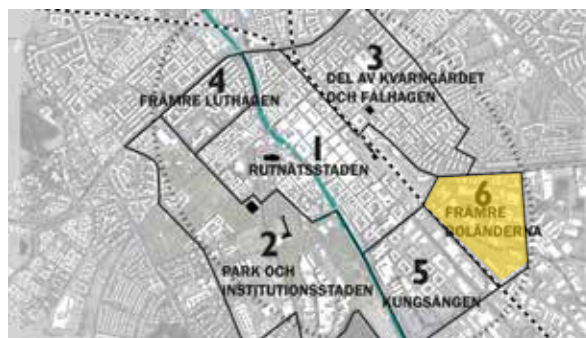 3
DEL AV KVARNGÄRDET
OCH FÅLHAGEN
4
FRÄMRE LUTHAGEN
1
RUTNÄTSSTADEN
6
FRÄMRE
BOLÄNDERNA
2
PARK OCH
INSTITUTIONSSTADEN
5
KUNGSÄNGEN